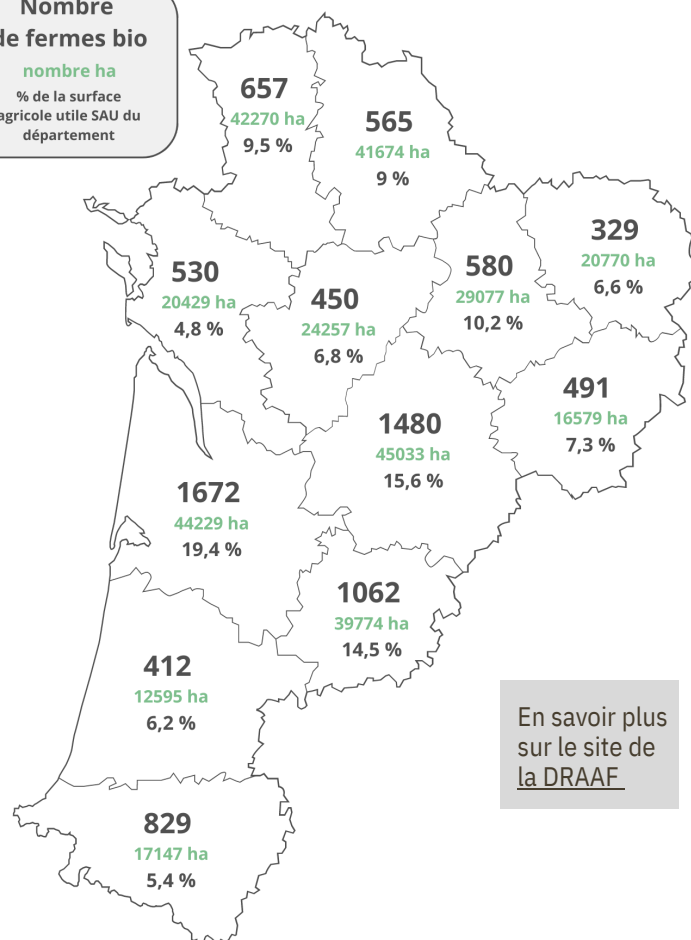 Nombre
de fermes bio
nombre ha
% de la surface
agricole utile SAU du
département
657
42270 ha
9,5 %
565
41674 ha
9 %
329
20770 ha
6,6 %
530
20429 ha
4,8 %
450
24257 ha
6,8 %
580
29077 ha
10,2 %
491
16579 ha
7,3 %
1480
45033 ha
15,6 %
1672
44229 ha
19,4 %
1062
39774 ha
14,5 %
412
12595 ha
6,2 %
En savoir plus
sur le site de
la DRAAF
829
17147 ha
5,4 %